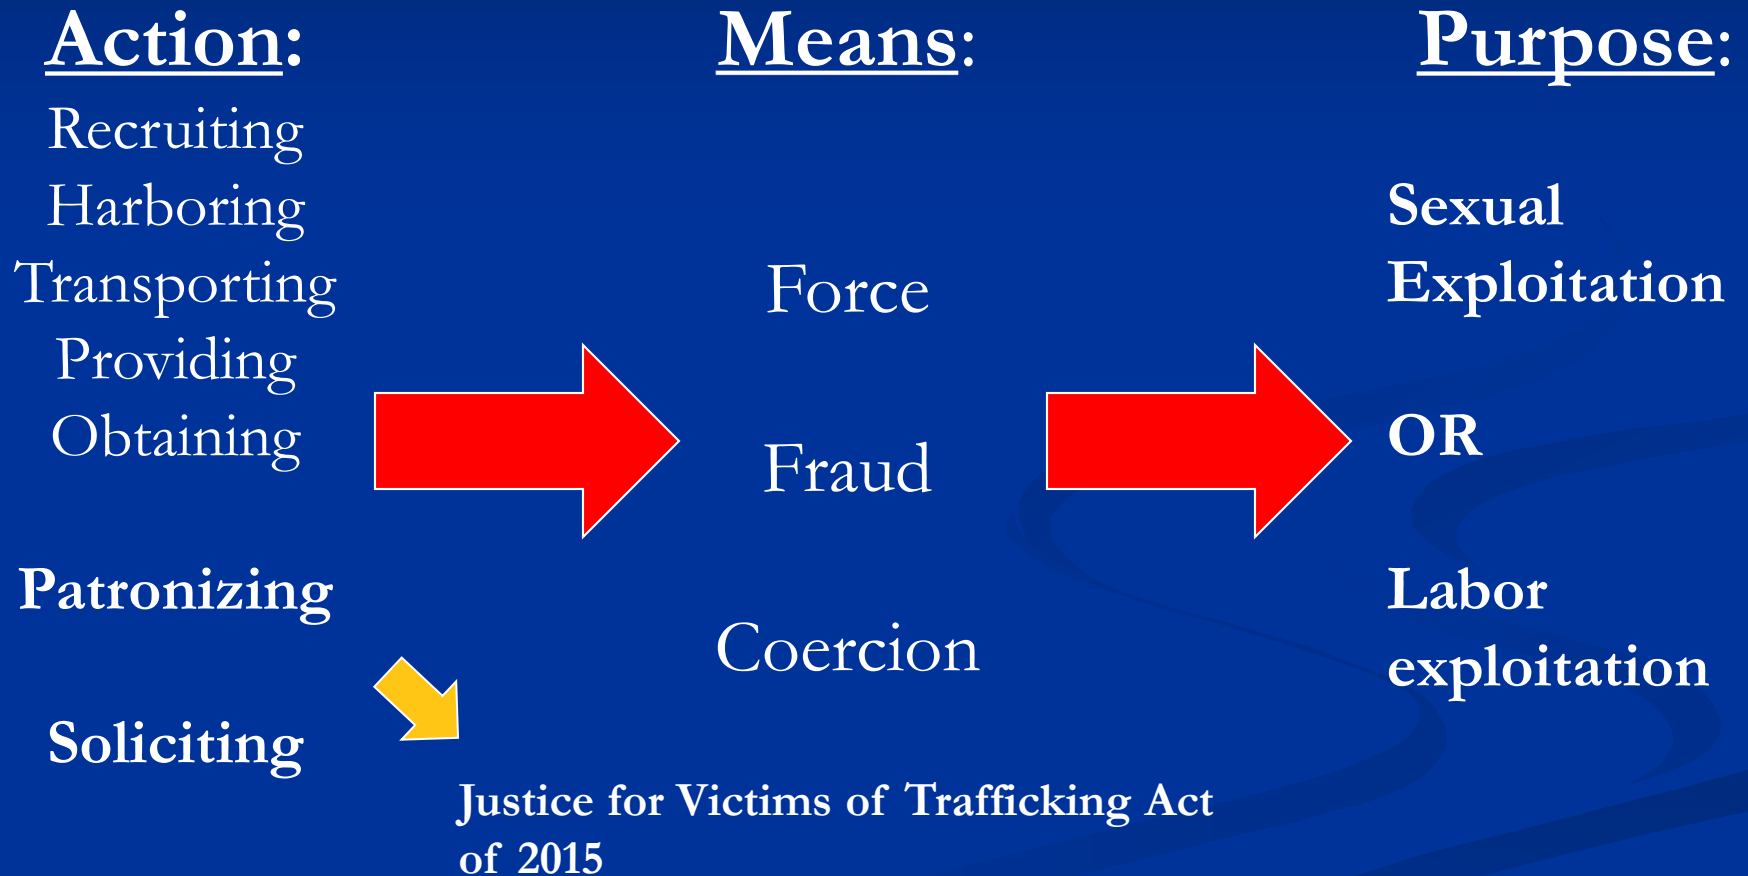 Action:
Recruiting
Harboring
Transporting
Providing
Obtaining
Patronizing
Soliciting
Means:
Force
Fraud
Coercion
Purpose:
Sexual
Exploitation
OR
Labor
exploitation
Justice for Victims of Trafficking Act
of 2015